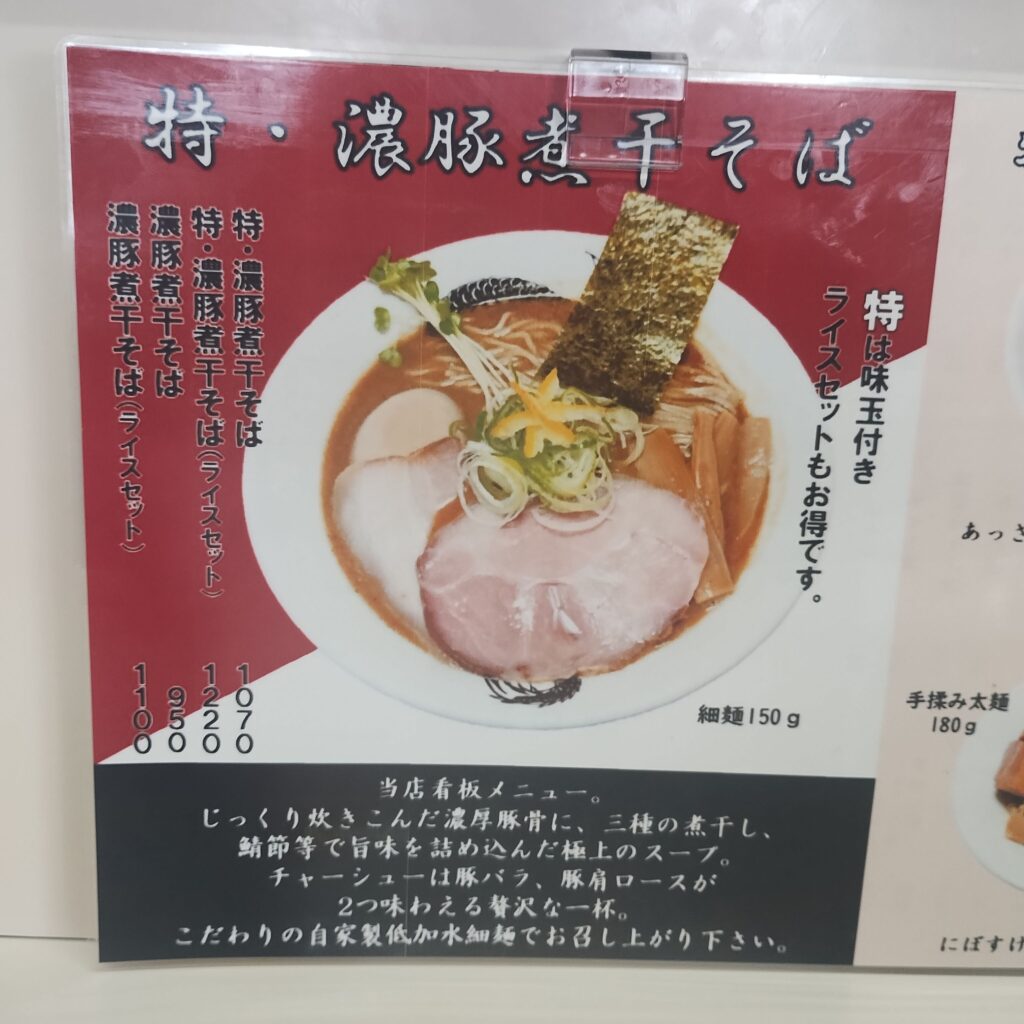 特・濃豚煮干そば
特は味玉付き
ライスセットもお得です。
特・濃豚煮干そば 1070
特・濃豚煮干そば(ライスセット) 1220
濃豚煮干そば 950
濃豚煮干そば(ライスセット) 1100
細麺150g
当店看板メニュー。
じっくり炊きこんだ濃厚豚骨に、三種の煮干し、
鯖節等で旨味を詰め込んだ極上のスープ。
チャーシューは豚バラ、豚肩ロースが
2つ味わえる贅沢な一杯。
こだわりの自家製低加水細麺でお召し上がり下さい。
あっさ
手揉み太麺
180g
にぼすけ